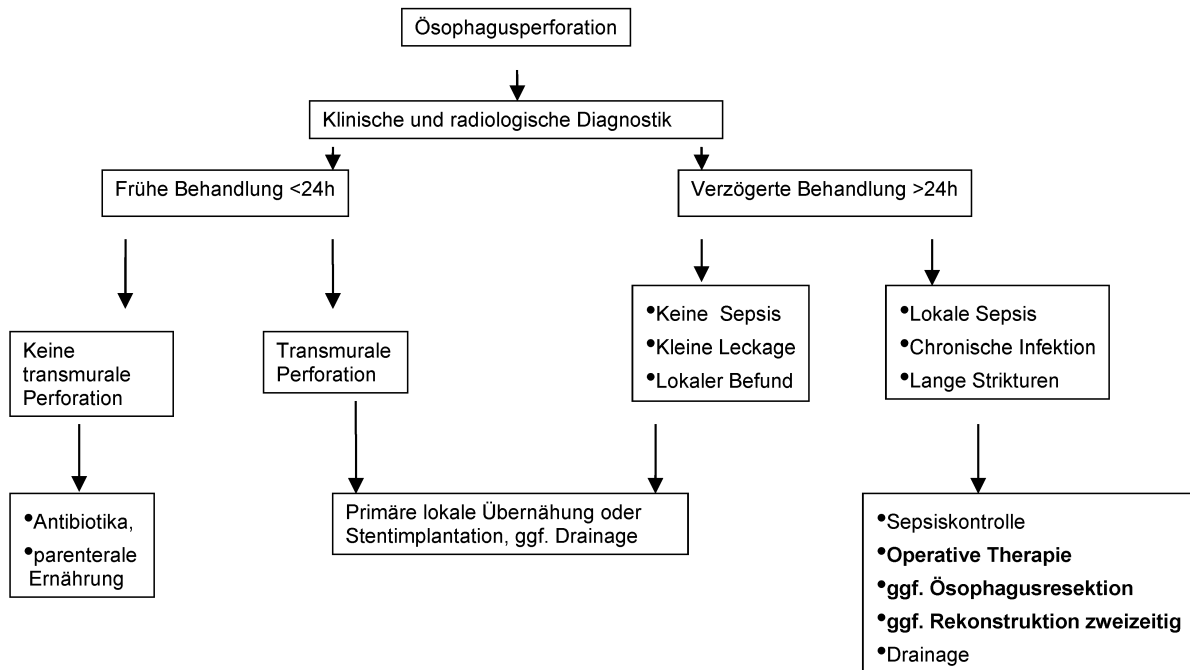 Ösophagusperforation
Klinische und radiologische Diagnostik
Frühe Behandlung <24h
Verzögerte Behandlung >24h
Keine
transmurale
Perforation
Transmurale
Perforation
•Keine  Sepsis
•Kleine Leckage
•Lokaler Befund
•Lokale Sepsis
•Chronische Infektion
•Lange Strikturen
•Antibiotika,
•parenterale
Ernährung
Primäre lokale Übernähung oder
Stentimplantation, ggf. Drainage
•Sepsiskontrolle
•Operative Therapie
•ggf. Ösophagusresektion
•ggf. Rekonstruktion zweizeitig
•Drainage